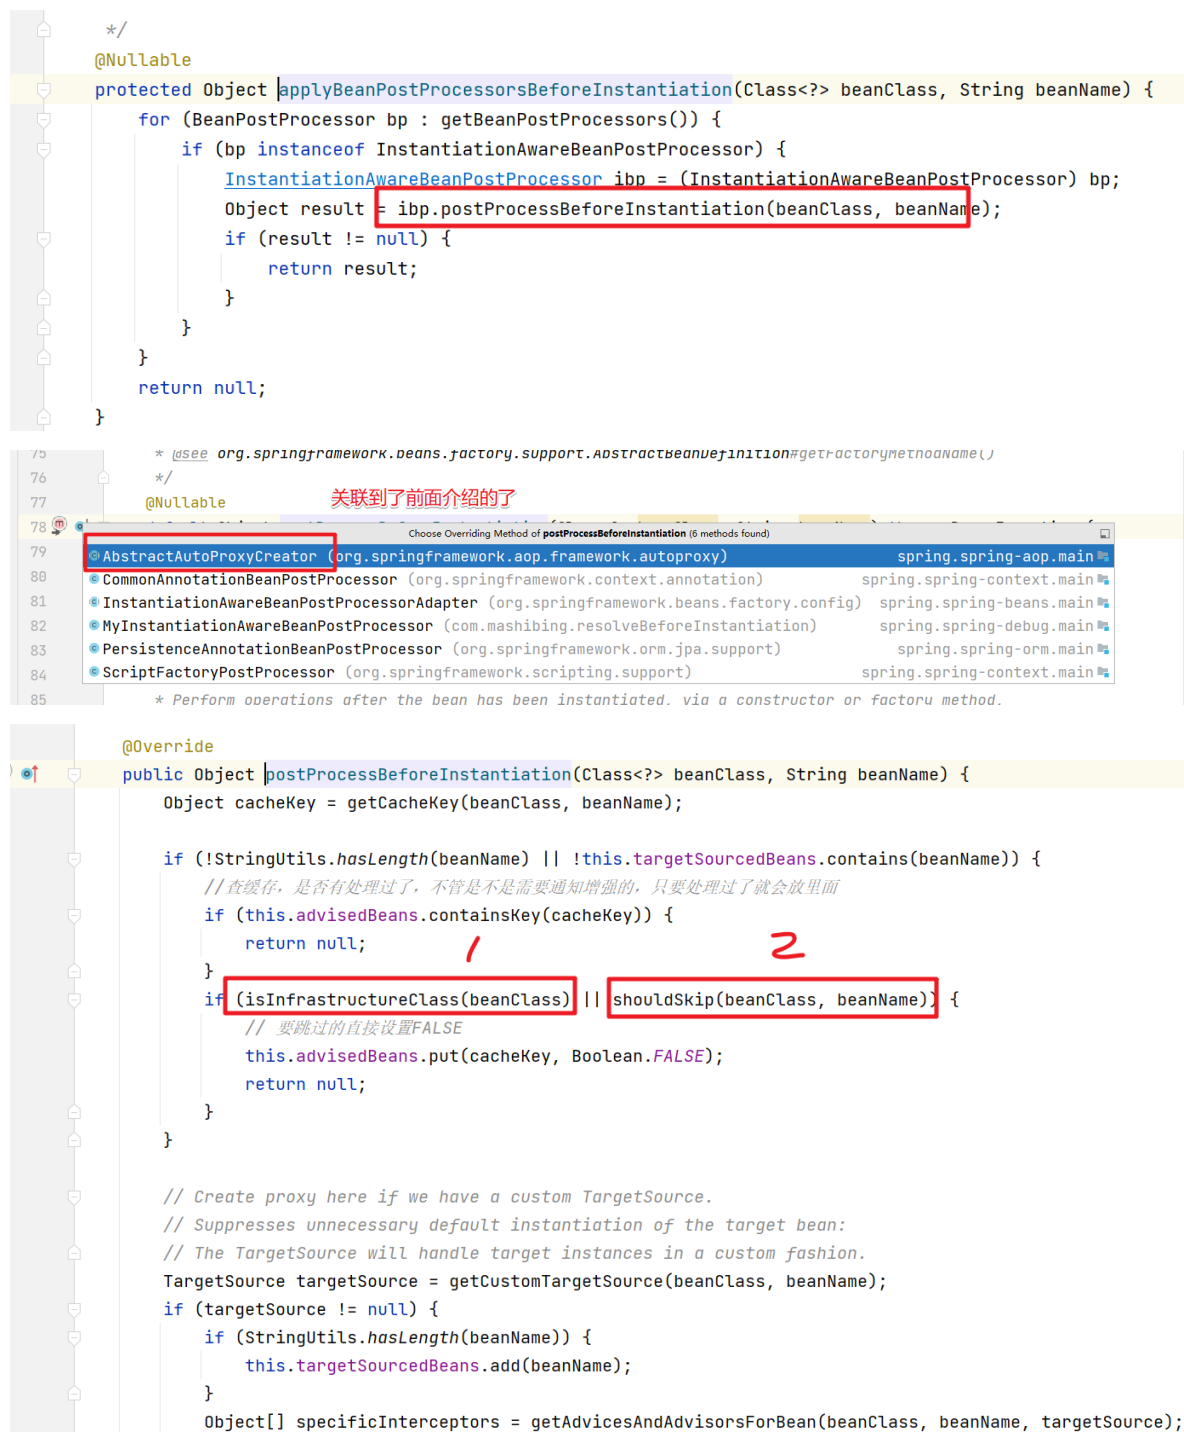 */
@Nullable
protected Object applyBeanPostProcessorsBeforeInstantiation(Class<?> beanClass, String beanName) {
for (BeanPostProcessor bp : getBeanPostProcessors()) {
if (bp instanceof InstantiationAwareBeanPostProcessor) {
InstantiationAwareBeanPostProcessor ibp = (InstantiationAwareBeanPostProcessor) bp;
Object result = ibp.postProcessBeforeInstantiation(beanClass, beanName);
if (result != null) {
return result;
}
}
}
return null;
}
75 * @see org.springframework.beans.factory.support.AbstractBeanDefinition#getFactoryMethodName()
76 */
77 @Nullable 关联到了前面介绍的了
78
Choose Overriding Method of postProcessBeforeInstantiation (6 methods found)
79 AbstractAutoProxyCreator (org.springframework.aop.framework.autoproxy) spring.spring-aop.main
80 CommonAnnotationBeanPostProcessor (org.springframework.context.annotation) spring.spring-context.main
81 InstantiationAwareBeanPostProcessorAdapter (org.springframework.beans.factory.config) spring.spring-beans.main
82 MyInstantiationAwareBeanPostProcessor (com.mashibing.resolveBeforeInstantiation) spring.spring-debug.main
83 PersistenceAnnotationBeanPostProcessor (org.springframework.orm.jpa.support) spring.spring-orm.main
84 ScriptFactoryPostProcessor (org.springframework.scripting.support) spring.spring-context.main
85 * Perform operations after the bean has been instantiated, via a constructor or factory method,
@Override
public Object postProcessBeforeInstantiation(Class<?> beanClass, String beanName) {
Object cacheKey = getCacheKey(beanClass, beanName);
if (!StringUtils.hasLength(beanName) || !this.targetSourcedBeans.contains(beanName)) {
//查缓存，是否有处理过了，不管是不是需要通知增强的，只要处理过了就会放里面
if (this.advisedBeans.containsKey(cacheKey)) {
return null;
1 2
}
if (isInfrastructureClass(beanClass) || shouldSkip(beanClass, beanName)) {
// 要跳过的直接设置FALSE
this.advisedBeans.put(cacheKey, Boolean.FALSE);
return null;
}
}
// Create proxy here if we have a custom TargetSource.
// Suppresses unnecessary default instantiation of the target bean:
// The TargetSource will handle target instances in a custom fashion.
TargetSource targetSource = getCustomTargetSource(beanClass, beanName);
if (targetSource != null) {
if (StringUtils.hasLength(beanName)) {
this.targetSourcedBeans.add(beanName);
}
Object[] specificInterceptors = getAdvicesAndAdvisorsForBean(beanClass, beanName, targetSource);